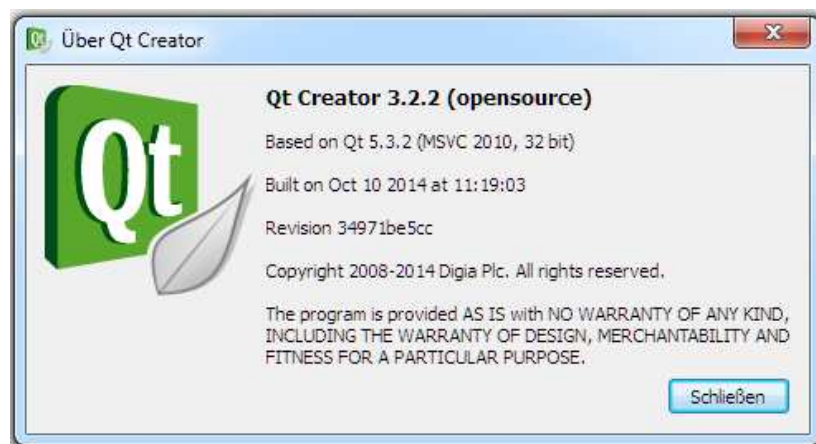 Über Qt Creator
Qt
Qt Creator 3.2.2 (opensource)
Based on Qt 5.3.2 (MSVC 2010, 32 bit)
Built on Oct 10 2014 at 11:19:03
Revision 34971be5cc
Copyright 2008-2014 Digia Plc. All rights reserved.
The program is provided AS IS with NO WARRANTY OF ANY KIND,
INCLUDING THE WARRANTY OF DESIGN, MERCHANTABILITY AND
FITNESS FOR A PARTICULAR PURPOSE.
Schließen